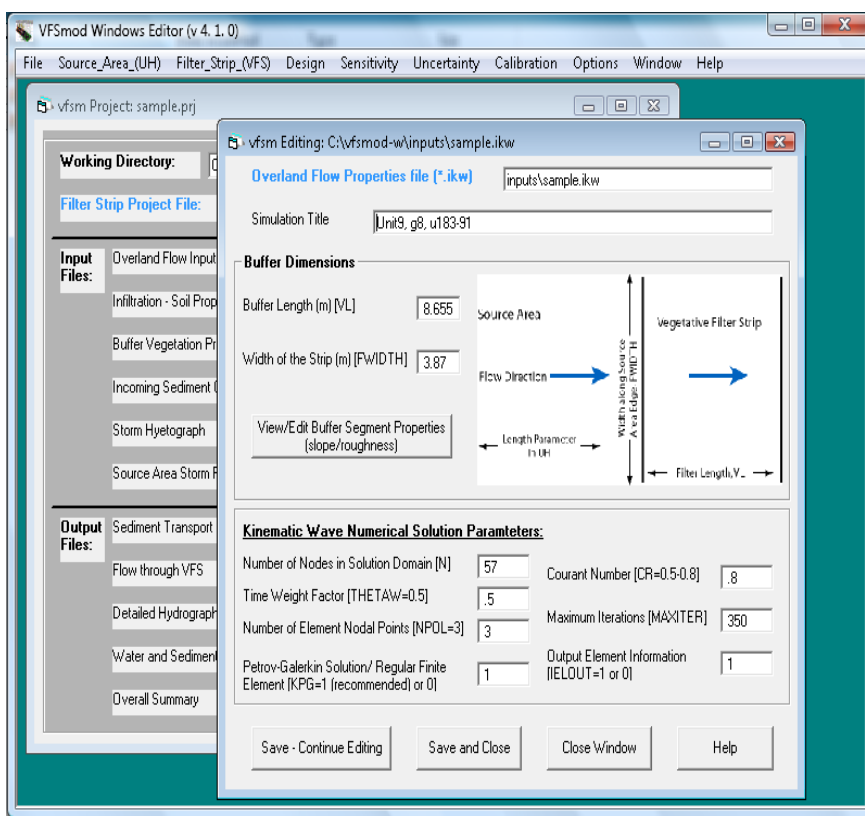 VFSmod Windows Editor (v 4. 1. 0)
File Source_Area_(UH) Filter_Strip_(VFS) Design Sensitivity Uncertainty Calibration Options Window Help
vfsm Project: sample.prj
Working Directory:
Filter Strip Project File:
Input Files:
Overland Flow Input
Infiltration - Soil Prop
Buffer Vegetation Pr
Incoming Sediment
Storm Hyetograph
Source Area Storm
Output Files:
Sediment Transport
Flow through VFS
Detailed Hydrograph
Water and Sediment
Overall Summary
vfsm Editing: C:\vfsmod-w\inputs\sample.ikw
Overland Flow Properties file (*.ikw)
inputs\sample.ikw
Simulation Title
Unit9, g8, u183-91
Buffer Dimensions
Buffer Length (m) [VL]
8.655
Width of the Strip (m) [FWIDTH]
3.87
View/Edit Buffer Segment Properties
(slope/roughness)
Source Area
Flow Direction
Length Parameter
in UH
Width along Source
Area Edge, FWIDTH
Vegetative Filter Strip
Filter Length, VL
Kinematic Wave Numerical Solution Paramteters:
Number of Nodes in Solution Domain [N]
57
Time Weight Factor [THETAW=0.5]
.5
Number of Element Nodal Points [NPOL=3]
3
Petrov-Galerkin Solution/ Regular Finite
Element [KPG=1 (recommended) or 0]
1
Courant Number [CR=0.5-0.8]
.8
Maximum Iterations [MAXITER]
350
Output Element Information
[IELOUT=1 or 0]
1
Save - Continue Editing
Save and Close
Close Window
Help